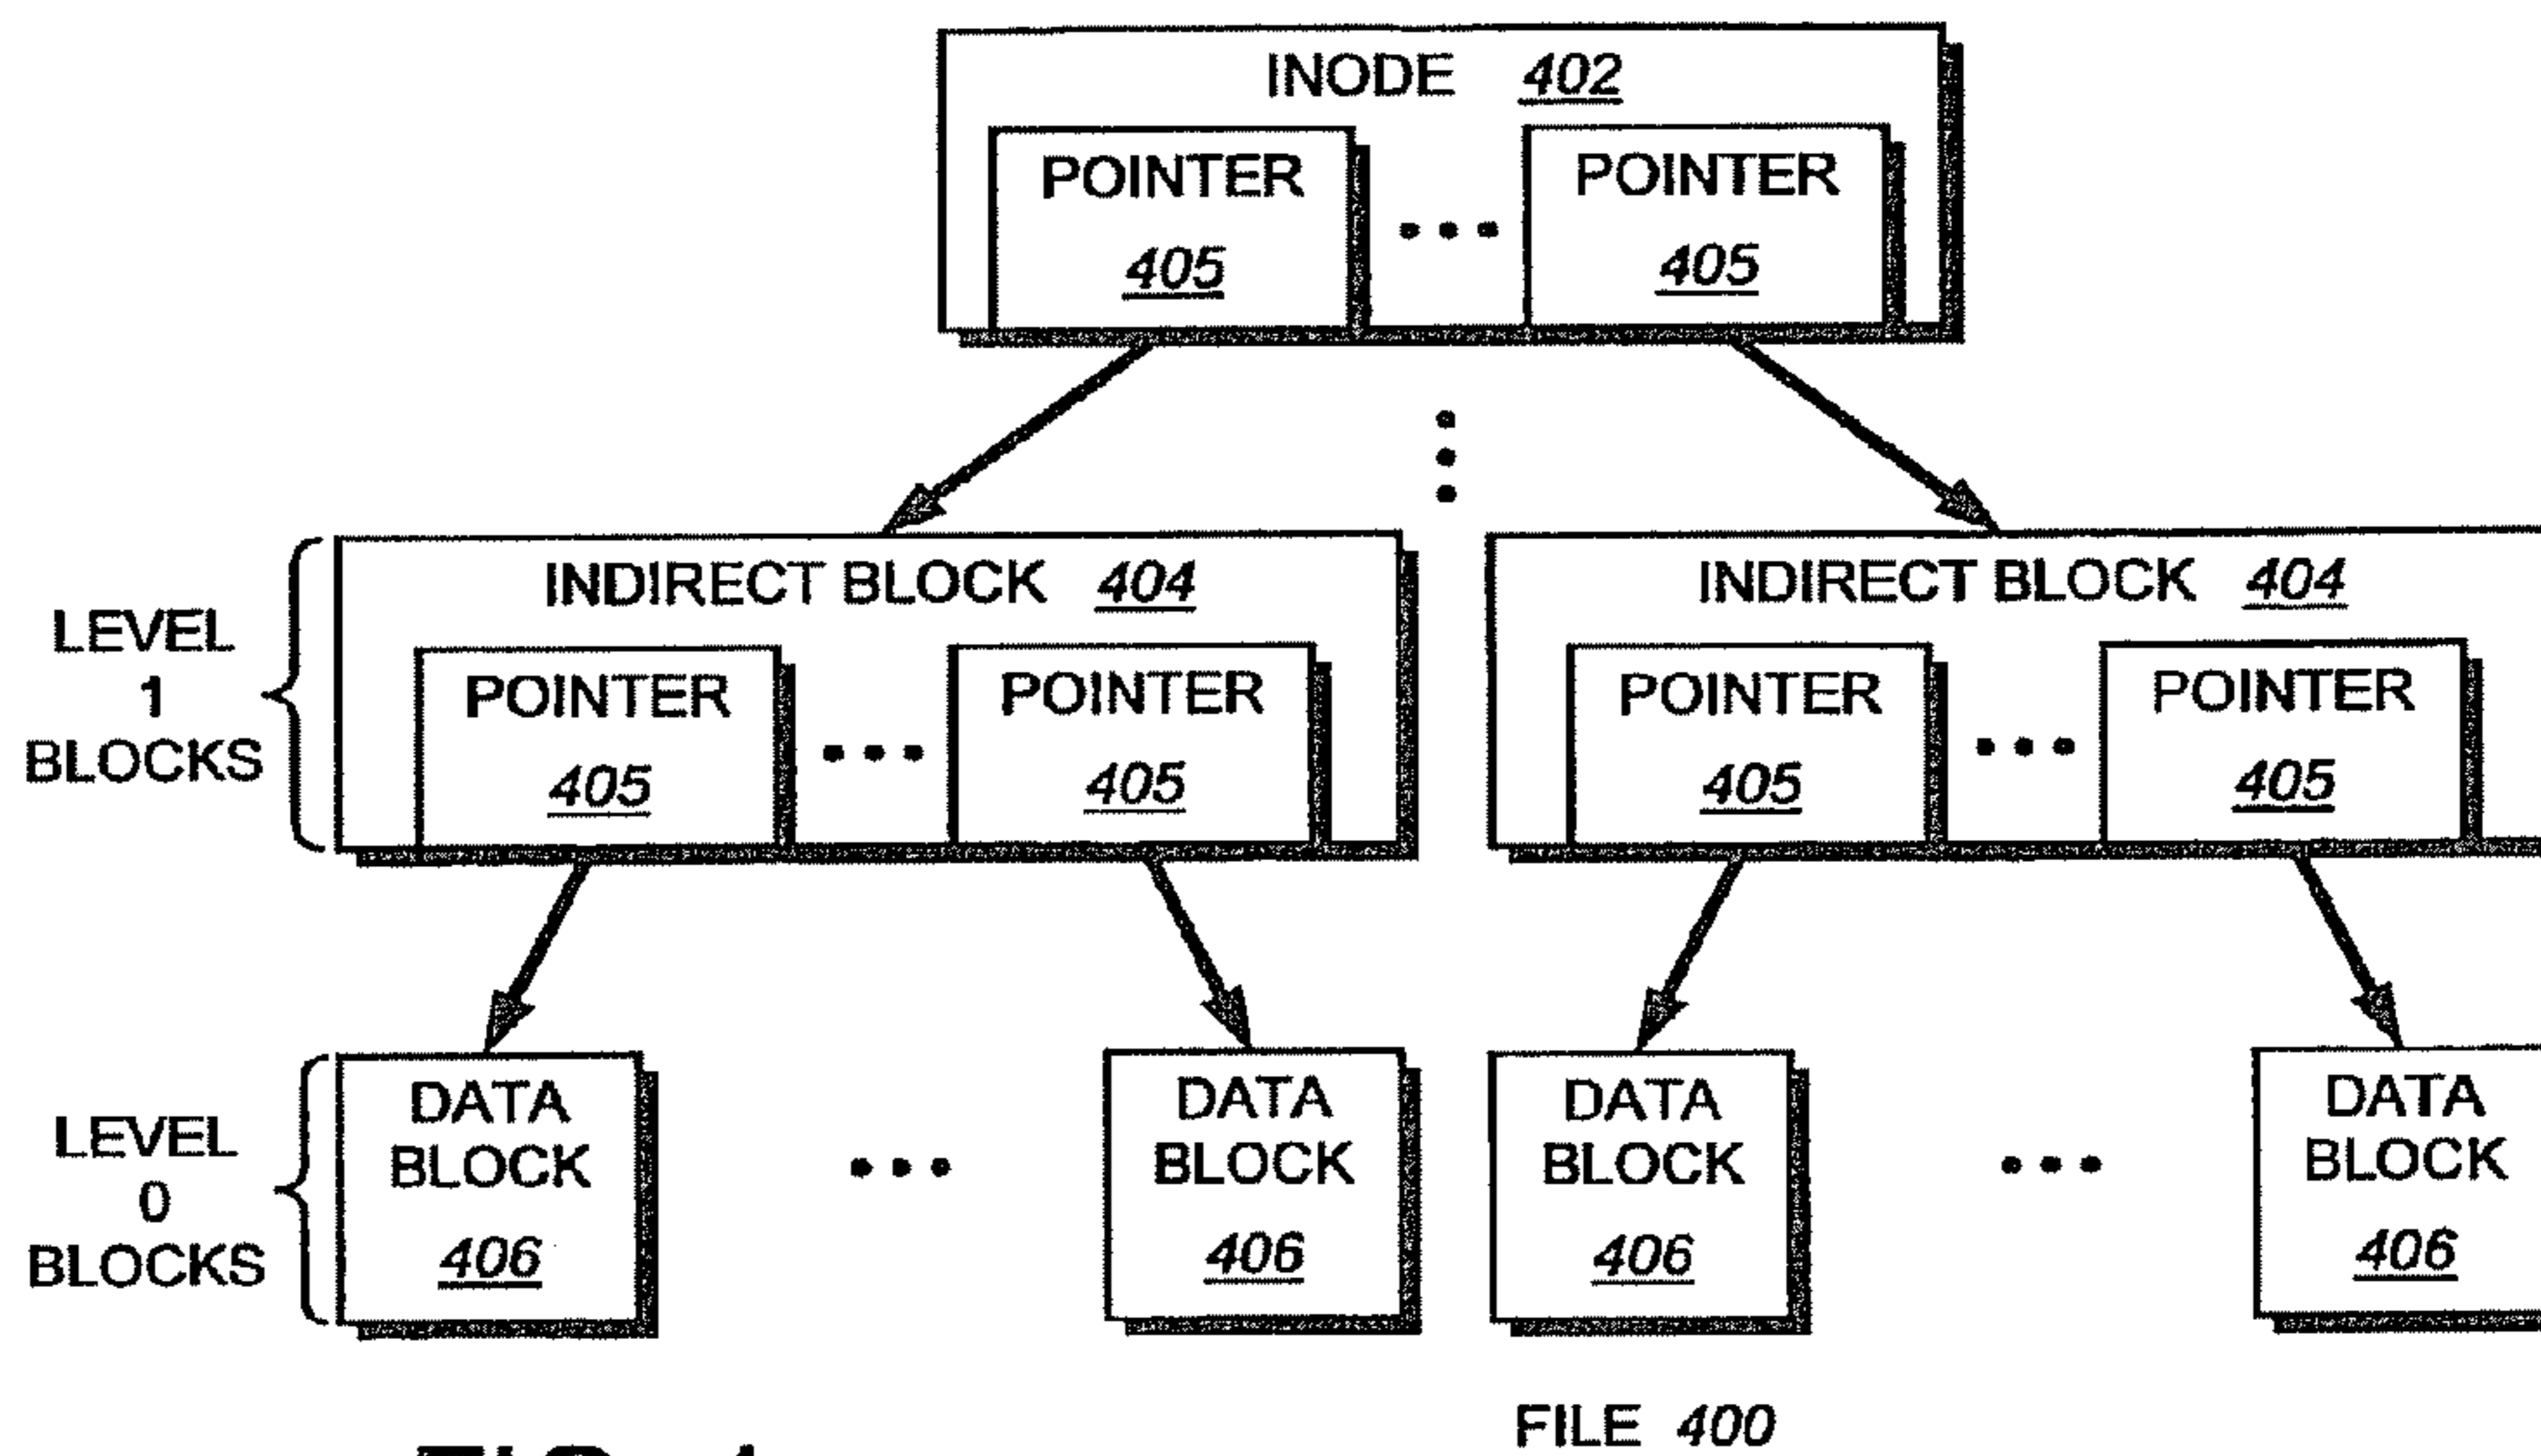 INODE 402
POINTER
405
POINTER
405
INDIRECT BLOCK 404
POINTER
405
POINTER
405
INDIRECT BLOCK 404
POINTER
405
POINTER
405
LEVEL
1
BLOCKS
DATA
BLOCK
406
DATA
BLOCK
406
DATA
BLOCK
406
DATA
BLOCK
406
LEVEL
0
BLOCKS
FILE 400